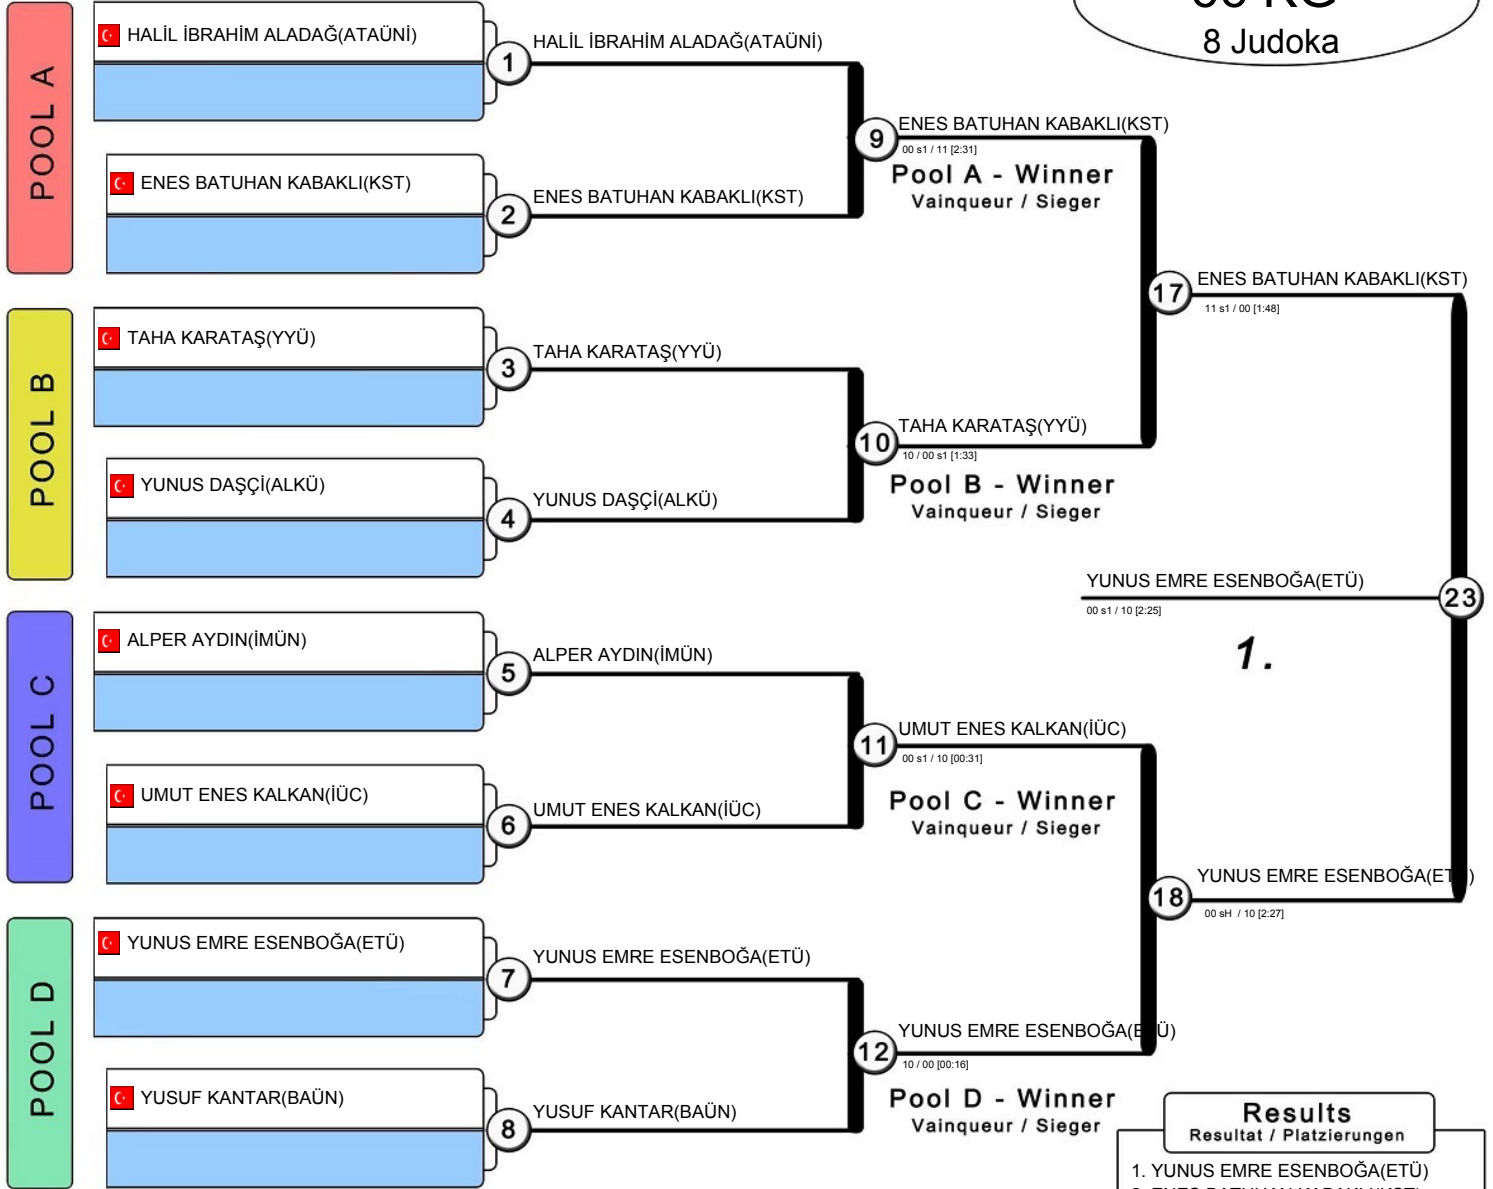 8 Judoka
POOL A
HALİL İBRAHİM ALADAĞ(ATAÜNİ)
1
HALİL İBRAHİM ALADAĞ(ATAÜNİ)
ENES BATUHAN KABAKLI(KST)
2
ENES BATUHAN KABAKLI(KST)
9
ENES BATUHAN KABAKLI(KST)
00 s1 / 11 [2:31]
Pool A - Winner
Vainqueur / Sieger
POOL B
TAHA KARATAŞ(YYÜ)
3
TAHA KARATAŞ(YYÜ)
YUNUS DAŞÇİ(ALKÜ)
4
YUNUS DAŞÇİ(ALKÜ)
10
TAHA KARATAŞ(YYÜ)
10 / 00 s1 [1:33]
Pool B - Winner
Vainqueur / Sieger
17
ENES BATUHAN KABAKLI(KST)
11 s1 / 00 [1:48]
YUNUS EMRE ESENBOĞA(ETÜ)
00 s1 / 10 [2:25]
23
1.
POOL C
ALPER AYDIN(İMÜN)
5
ALPER AYDIN(İMÜN)
UMUT ENES KALKAN(İÜC)
6
UMUT ENES KALKAN(İÜC)
11
UMUT ENES KALKAN(İÜC)
00 s1 / 10 [00:31]
Pool C - Winner
Vainqueur / Sieger
POOL D
YUNUS EMRE ESENBOĞA(ETÜ)
7
YUNUS EMRE ESENBOĞA(ETÜ)
YUSUF KANTAR(BAÜN)
8
YUSUF KANTAR(BAÜN)
12
YUNUS EMRE ESENBOĞA(ETÜ)
10 / 00 [00:16]
Pool D - Winner
Vainqueur / Sieger
18
YUNUS EMRE ESENBOĞA(ETÜ)
00 sH / 10 [2:27]
Results
Resultat / Platzierungen
1. YUNUS EMRE ESENBOĞA(ETÜ)